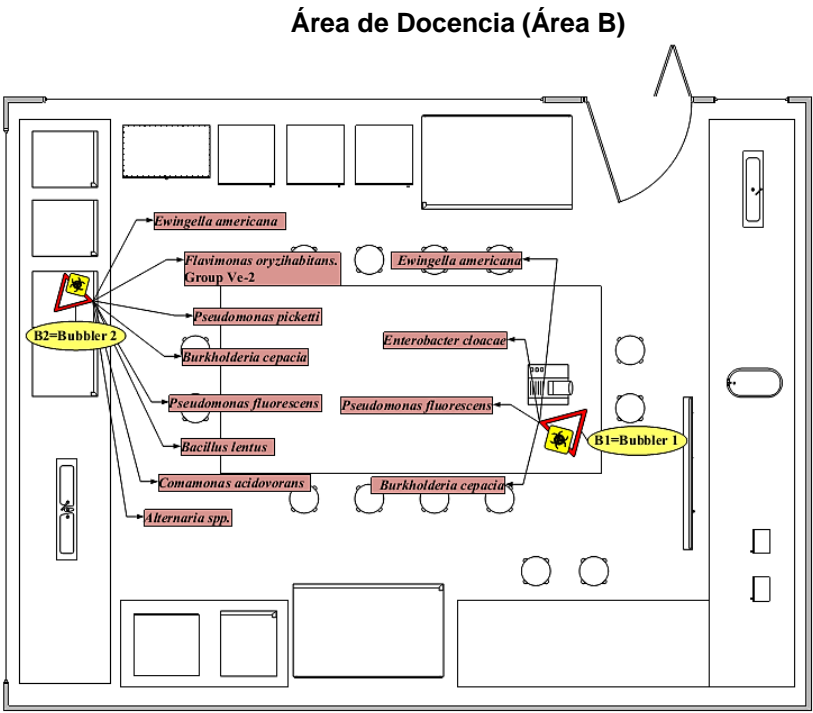 Área de Docencia (Área B)
Ewingella americana
Flavimonas oryzihabitans.
Group Ve-2
Pseudomonas picketti
B2=Bubbler 2
Burkholderia cepacia
Pseudomonas fluorescens
Bacillus lentus
Comamonas acidovorans
Alternaria spp.
Ewingella americana
Enterobacter cloacae
Pseudomonas fluorescens
B1=Bubbler 1
Burkholderia cepacia